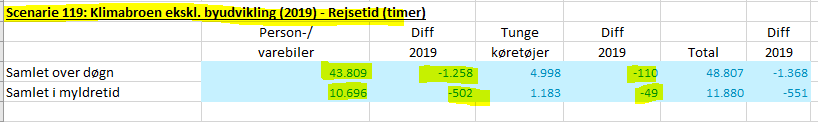 Scenarie 119: Klimabroen ekskl. byudvikling (2019) - Rejsetid (timer)
Person-/ Diff Tunge Diff Diff
varebiler 2019 køretøjer 2019 Total 2019
Samlet over døgn 43.809 -1.258 4.998 -110 48.807 -1.368
Samlet i myldretid 10.696 -502 1.183 -49 11.880 -551